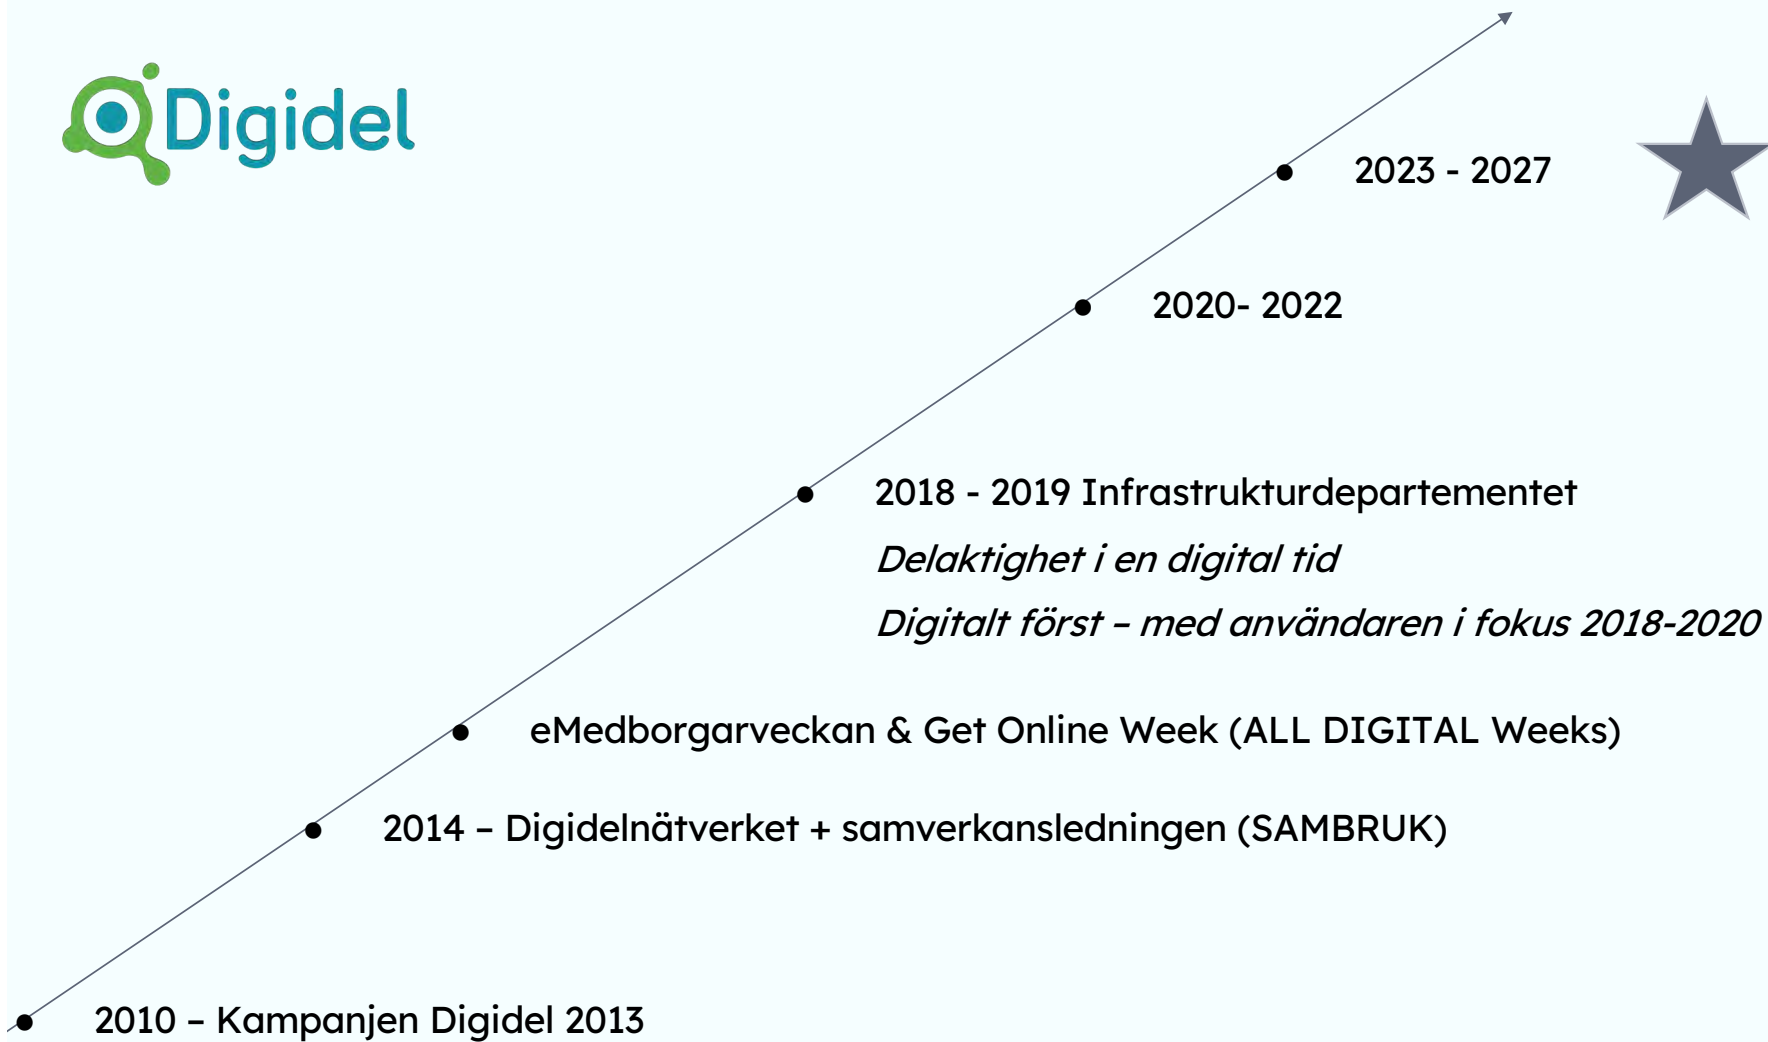 Digidel
2023 - 2027
2020- 2022
2018 - 2019 Infrastrukturdepartementet
Delaktighet i en digital tid
Digitalt först – med användaren i fokus 2018-2020
eMedborgarveckan & Get Online Week (ALL DIGITAL Weeks)
2014 – Digidelnätverket + samverkansledningen (SAMBRUK)
2010 – Kampanjen Digidel 2013